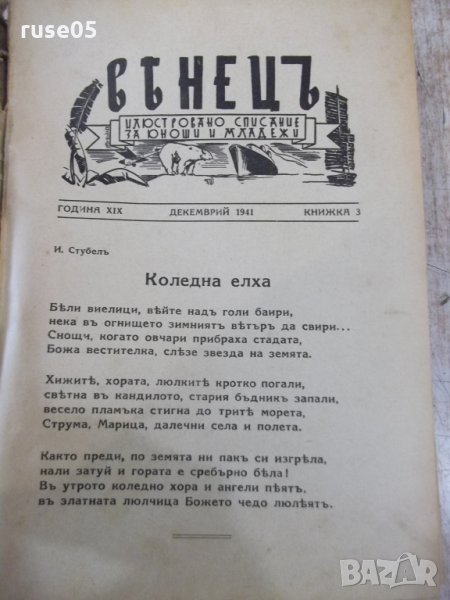 ruse05
ВѢНЕЦЪ
ИЛЮСТРОВАНО СПИСАНИЕ
ЗА ЮНОШИ И МЛАДЕЖИ
ГОДИНА XIX ДЕКЕМВРИЙ 1941 КНИЖКА 3
И. Стубелъ
Коледна елха
Бѣли виелици, вѣйте надъ голи баири,
нека въ огнището зимниятъ вѣтъръ да свири...
Снощи, когато овчари прибраха стадата,
Божа вестителка, слѣзе звезда на земята.
Хижитѣ, хората, люлкитѣ кротко погали,
свѣтна въ кандилото, стария бъдникъ запали,
весело пламъка стигна до тритѣ морета,
Струма, Марица, далечни села и полета.
Както преди, по земята ни пакъ си изгрѣла,
нали затуй и гората е сребърно бѣла!
Въ утрото коледно хора и ангели пѣятъ,
въ златната люлчица Божето чедо люлѣятъ.
BAZAR